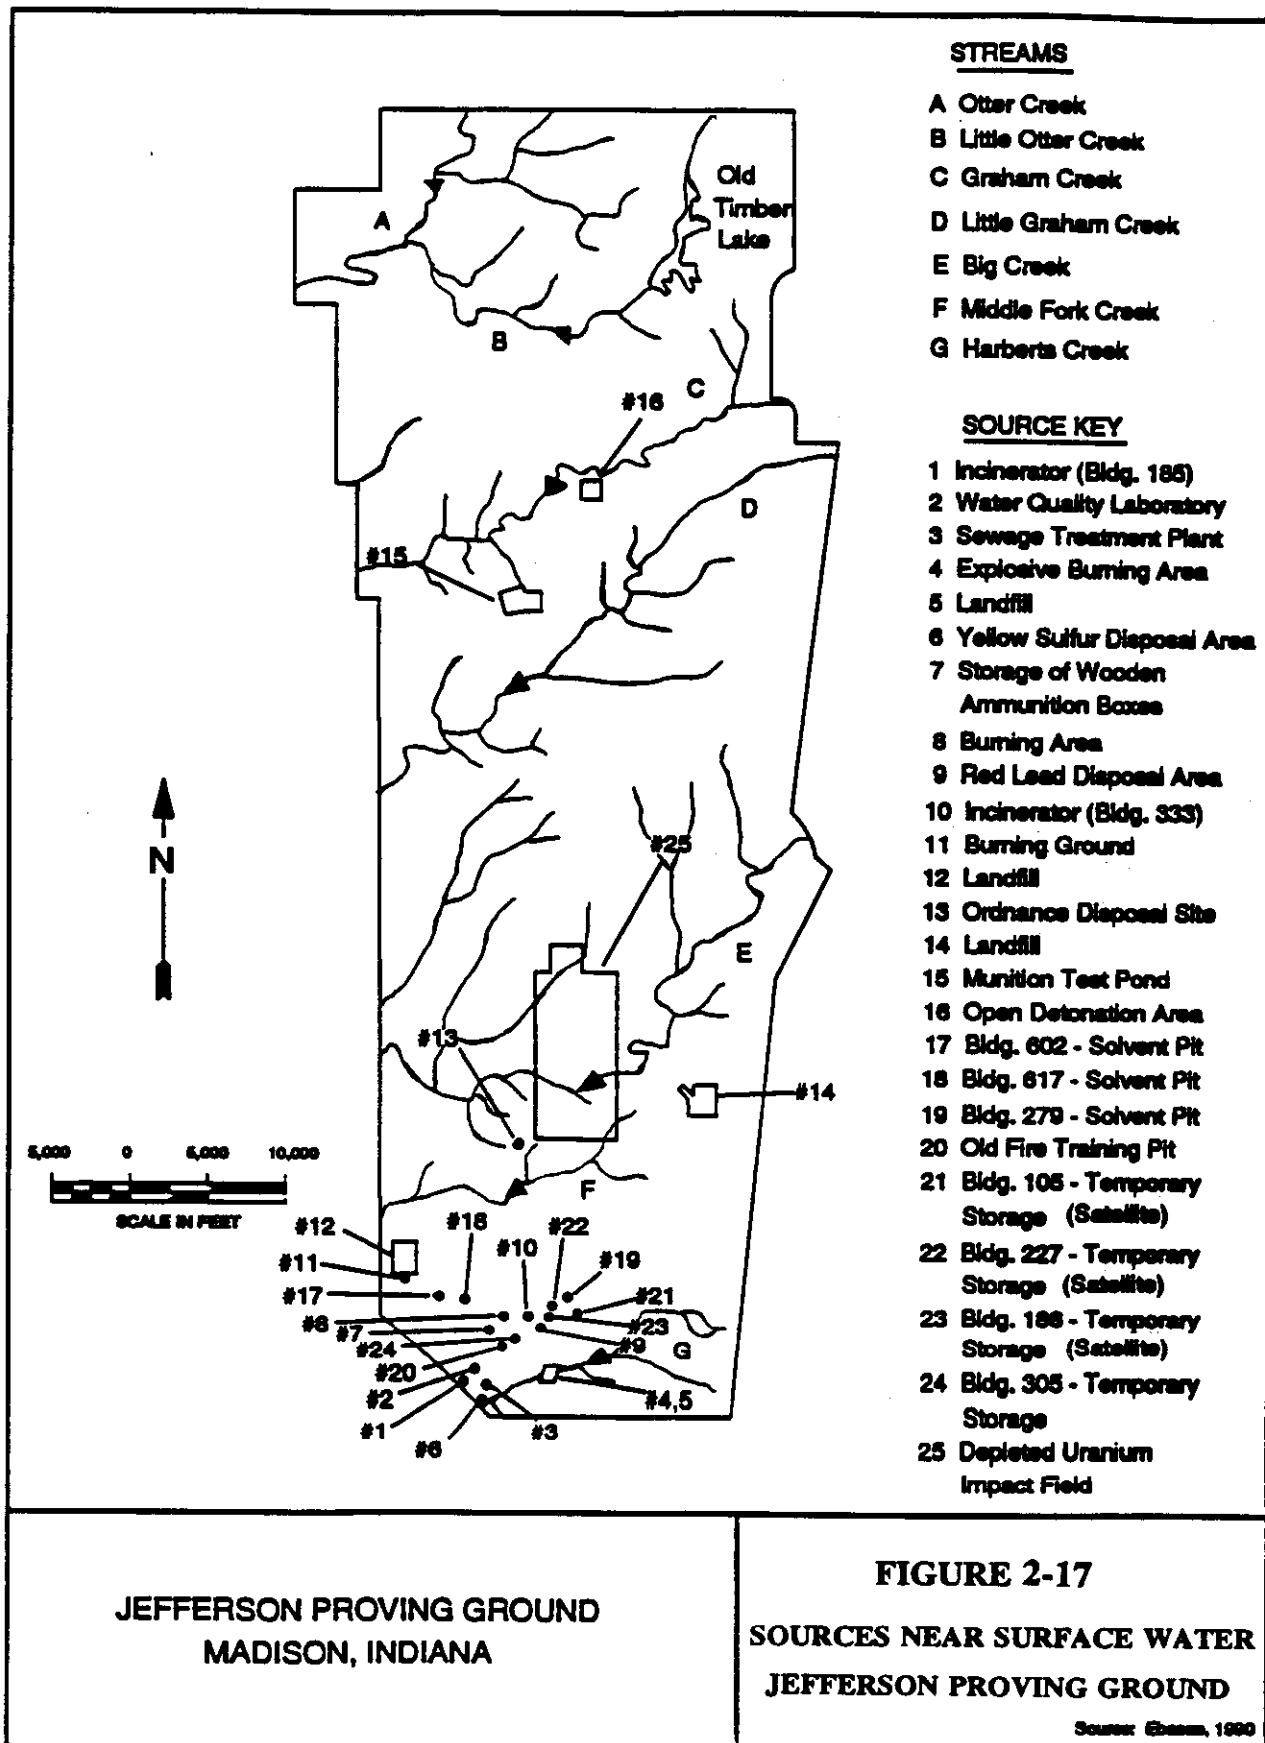 STREAMS
A Otter Creek
B Little Otter Creek
C Graham Creek
D Little Graham Creek
E Big Creek
F Middle Fork Creek
G Harberts Creek
SOURCE KEY
1 Incinerator (Bldg. 185)
2 Water Quality Laboratory
3 Sewage Treatment Plant
4 Explosive Burning Area
5 Landfill
6 Yellow Sulfur Disposal Area
7 Storage of Wooden
Ammunition Boxes
8 Burning Area
9 Red Lead Disposal Area
10 Incinerator (Bldg. 333)
11 Burning Ground
12 Landfill
13 Ordnance Disposal Site
14 Landfill
15 Munition Test Pond
16 Open Detonation Area
17 Bldg. 602 - Solvent Pit
18 Bldg. 617 - Solvent Pit
19 Bldg. 279 - Solvent Pit
20 Old Fire Training Pit
21 Bldg. 105 - Temporary
Storage (Satellite)
22 Bldg. 227 - Temporary
Storage (Satellite)
23 Bldg. 186 - Temporary
Storage (Satellite)
24 Bldg. 305 - Temporary
Storage
25 Depleted Uranium
Impact Field
Old
Timber
Lake
A
B
C
#16
D
#15
N
#25
E
#13
#14
5,000 0 5,000 10,000
SCALE IN FEET
F
#12
#18
#22
#10
#11
#19
#17
#21
#8
#23
#7
#24
#9
G
#20
#2
#4,5
#1
#3
#6
JEFFERSON PROVING GROUND
MADISON, INDIANA
FIGURE 2-17
SOURCES NEAR SURFACE WATER
JEFFERSON PROVING GROUND
Source: Ebasco, 1990